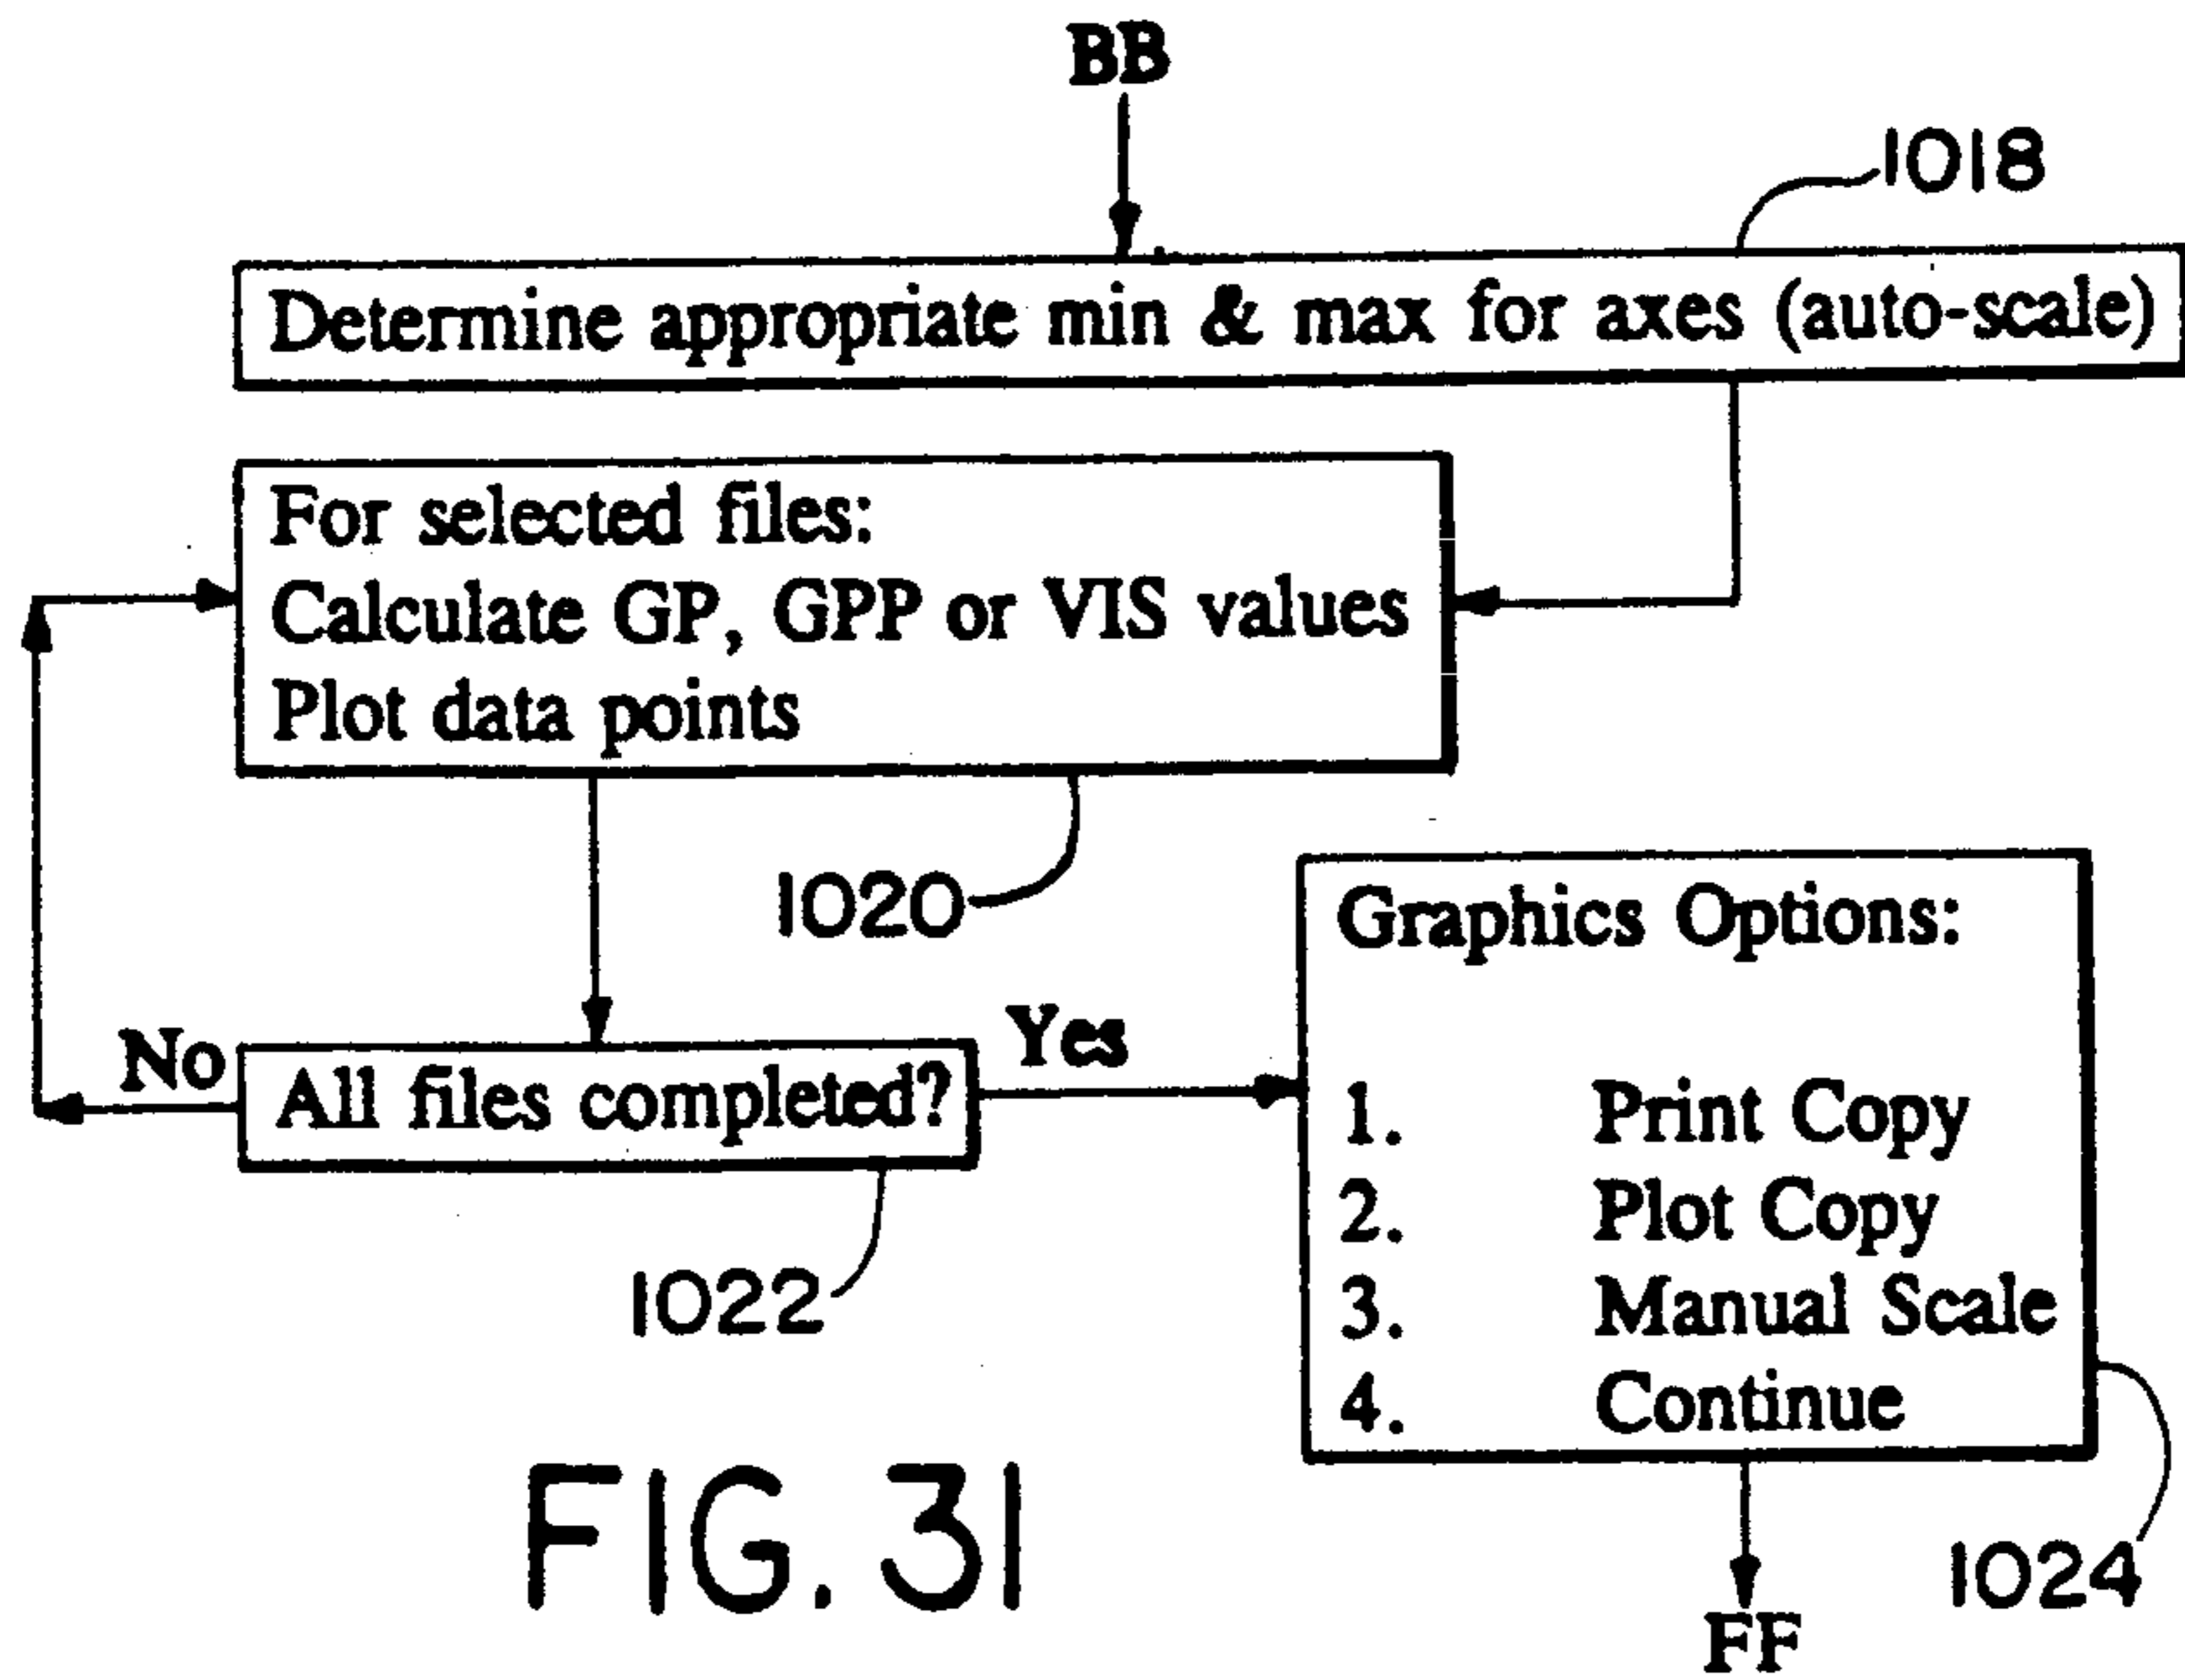 BB
1018
Determine appropriate min & max for axes (auto-scale)
For selected files:
Calculate GP, GPP or VIS values
Plot data points
1020
No
All files completed?
Yes
1022
Graphics Options:
1. Print Copy
2. Plot Copy
3. Manual Scale
4. Continue
1024
FF
FIG. 31